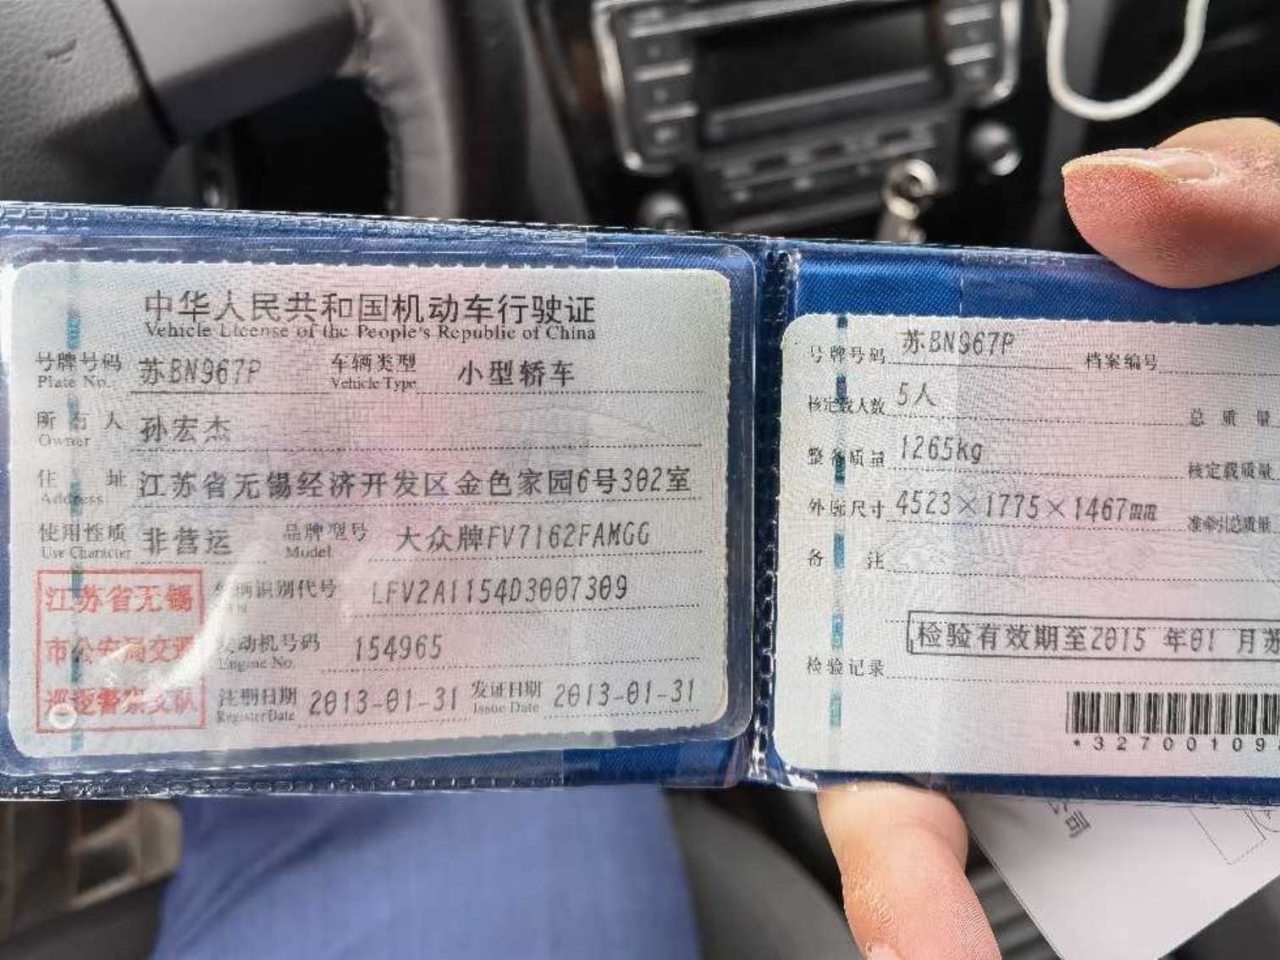 中华人民共和国机动车行驶证
Vehicle License of the People's Republic of China
号牌号码 苏BN967P 车辆类型 小型轿车
Plate No. Vehicle Type
所有人 孙宏杰
Owner
住址 江苏省无锡经济开发区金色家园6号302室
Address
使用性质 非营运 品牌型号 大众牌FV7162FAMGG
Use Character Model
江苏省无锡
市公安局交通
巡逻警察支队
车辆识别代号 LFV2A1154D3007309
发动机号码 154965
Engine No.
注册日期 2013-01-31 发证日期 2013-01-31
Register Date Issue Date
号牌号码 苏BN967P 档案编号
核定载人数 5人 总质量
整备质量 1265kg 核定载质量
外廓尺寸 4523×1775×1467mm 准牵引总质量
备注
检验有效期至2015 年01 月苏
检验记录
*32700109
公司